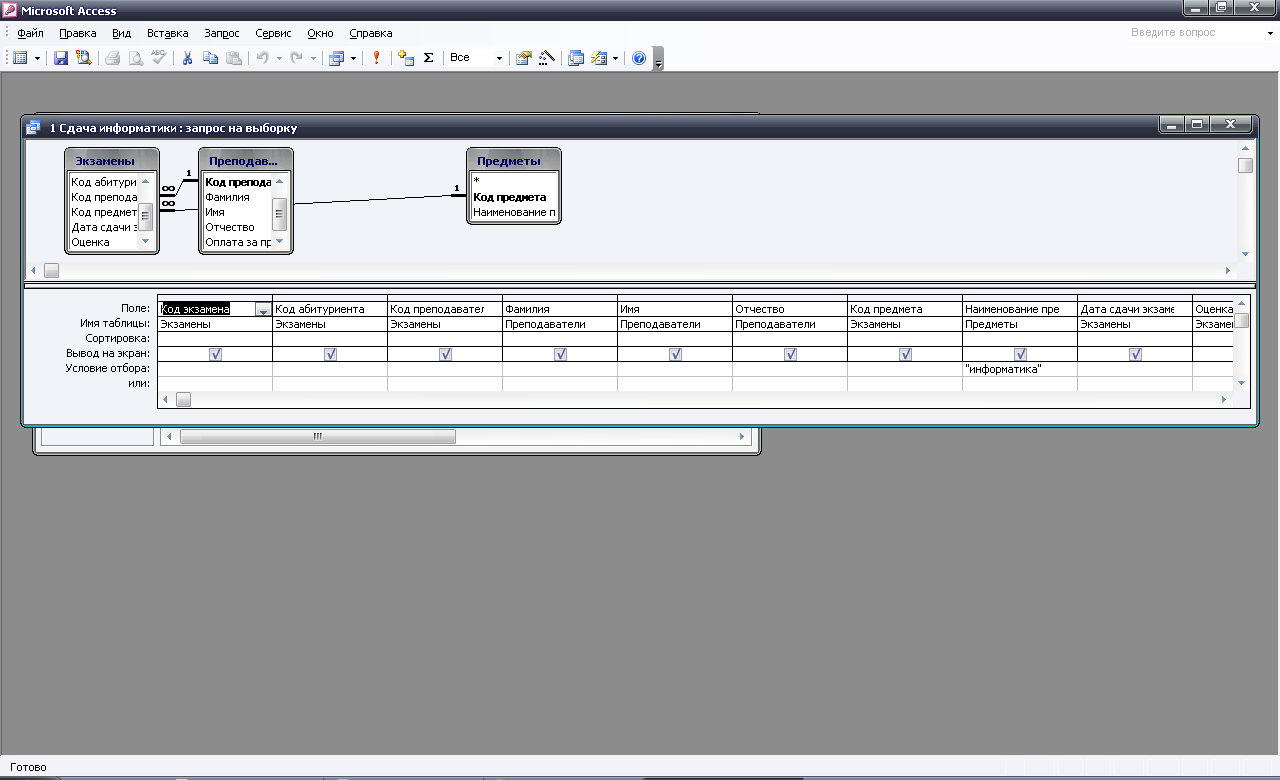 Microsoft Access
Файл Правка Вид Вставка Запрос Сервис Окно Справка Введите вопрос
ABC Σ Все
1 Сдача информатики : запрос на выборку
Экзамены
Код абитури
Код препода
Код предмет
Дата сдачи э
Оценка
1
∞
∞
Преподав...
Код препода
Фамилия
Имя
Отчество
Оплата за пр
1
Предметы
*
Код предмета
Наименование п
Поле: Код экзамена Код абитуриента Код преподавател Фамилия Имя Отчество Код предмета Наименование пре Дата сдачи экзаме Оценка
Имя таблицы: Экзамены Экзамены Экзамены Преподаватели Преподаватели Преподаватели Экзамены Предметы Экзамены Экзамен
Сортировка:
Вывод на экран:
Условие отбора: "информатика"
или:
Готово